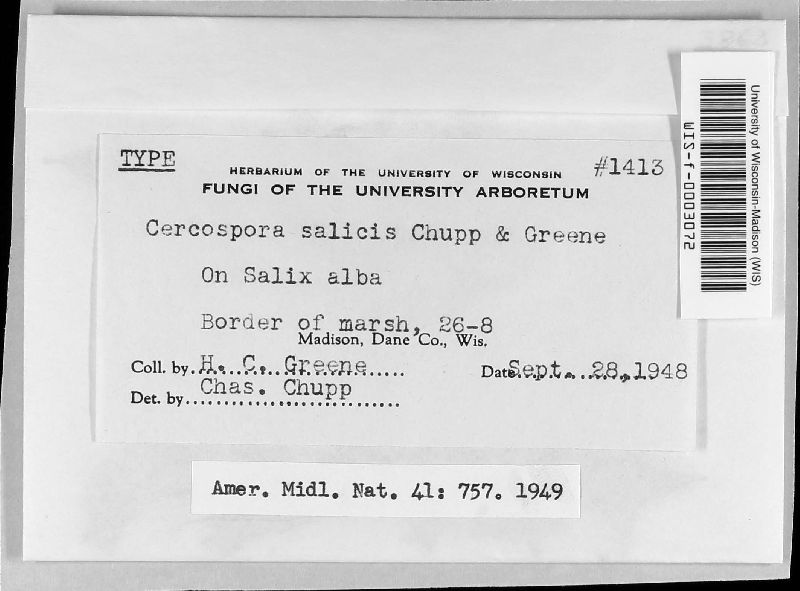 TYPE
#1413
HERBARIUM OF THE UNIVERSITY OF WISCONSIN
FUNGI OF THE UNIVERSITY ARBORETUM
Cercospora salicis Chupp & Greene
On Salix alba
Border of marsh, 26-8
Madison, Dane Co., Wis.
Coll. by H. C. Greene
Date Sept. 28, 1948
Det. by Chas. Chupp
Amer. Midl. Nat. 41: 757. 1949
University of Wisconsin-Madison (WIS)
WIS-f-0003072